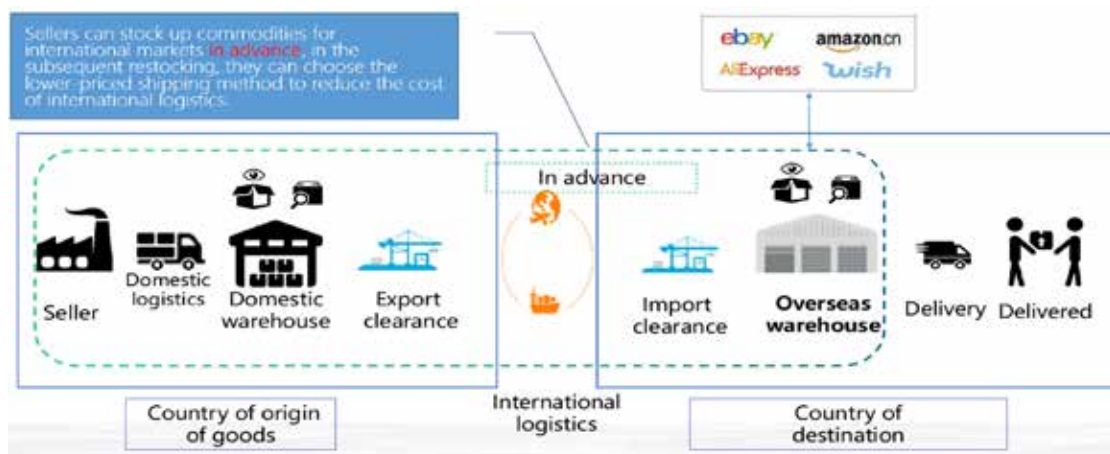 Sellers can stock up commodities for
international markets in advance, in the
subsequent restocking, they can choose the
lower-priced shipping method to reduce the cost
of international logistics.
ebay
amazon.cn
AliExpress
wish
In advance
Seller
Domestic
logistics
Domestic
warehouse
Export
clearance
Import
clearance
Overseas
warehouse
Delivery
Delivered
Country of origin
of goods
International
logistics
Country of
destination